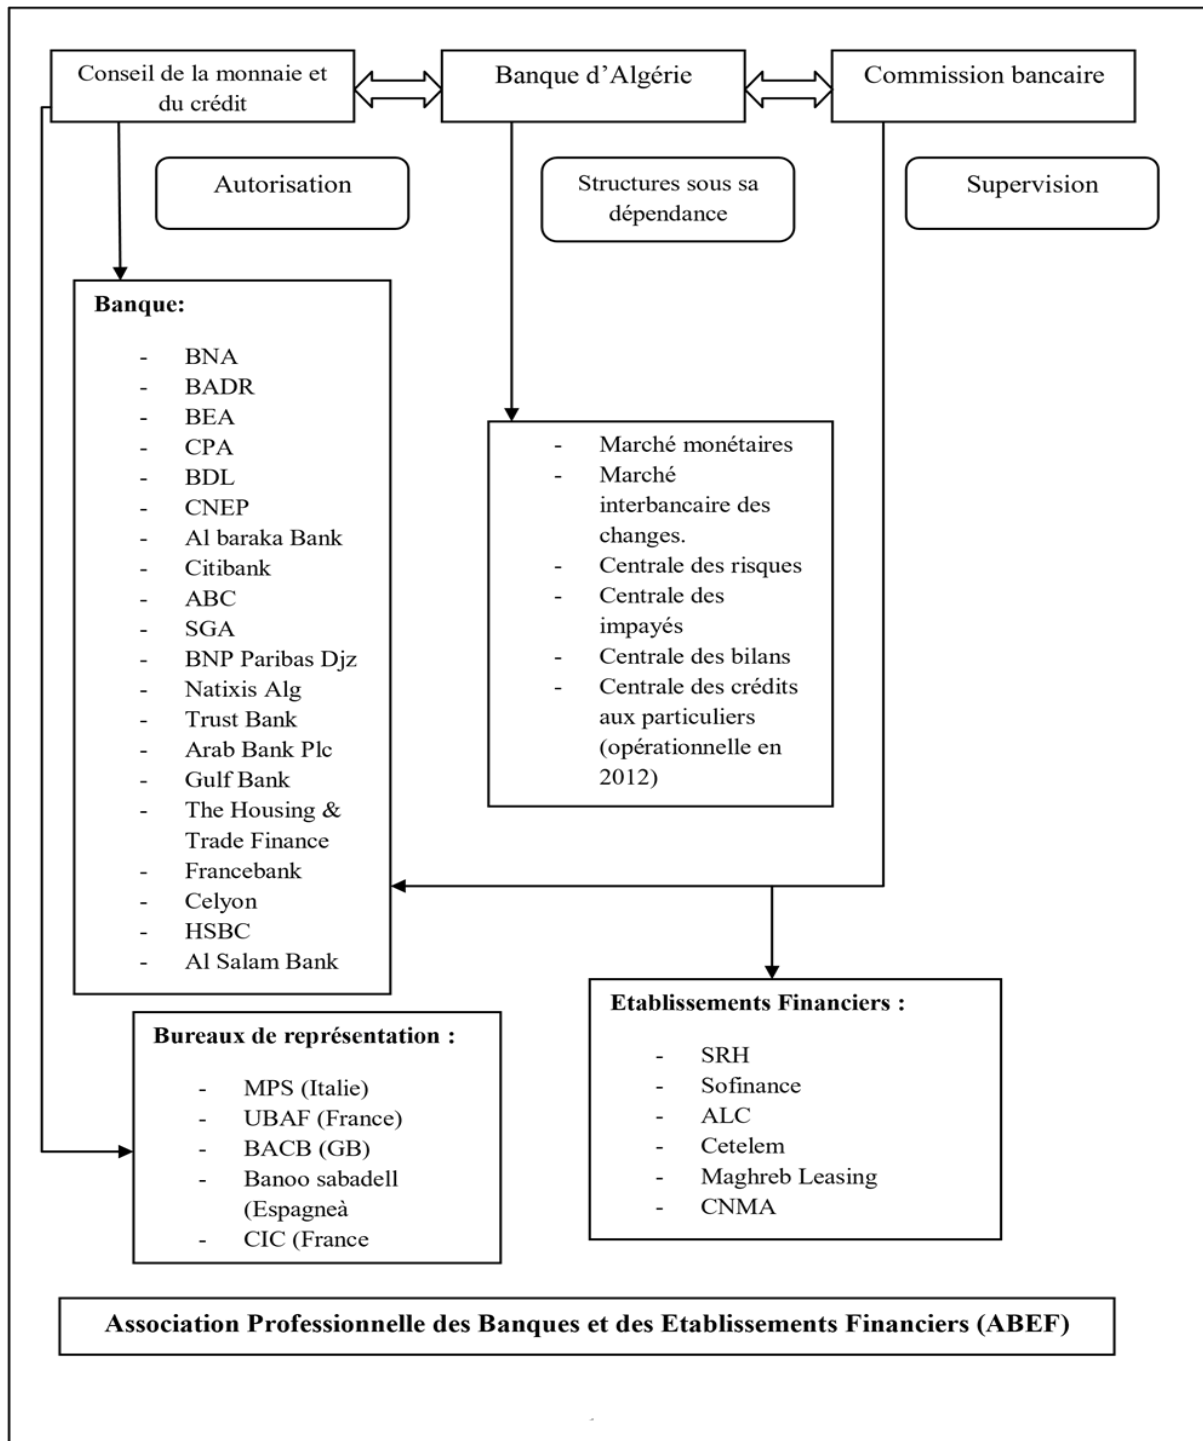 Conseil de la monnaie et
du crédit
Banque d’Algérie
Commission bancaire
Autorisation
Structures sous sa
dépendance
Supervision
Banque:
- BNA
- BADR
- BEA
- CPA
- BDL
- CNEP
- Al baraka Bank
- Citibank
- ABC
- SGA
- BNP Paribas Djz
- Natixis Alg
- Trust Bank
- Arab Bank Plc
- Gulf Bank
- The Housing &
Trade Finance
- Francebank
- Celyon
- HSBC
- Al Salam Bank
- Marché monétaires
- Marché
interbancaire des
changes.
- Centrale des risques
- Centrale des
impayés
- Centrale des bilans
- Centrale des crédits
aux particuliers
(opérationnelle en
2012)
Bureaux de représentation :
- MPS (Italie)
- UBAF (France)
- BACB (GB)
- Banoo sabadell
(Espagneà
- CIC (France
Etablissements Financiers :
- SRH
- Sofinance
- ALC
- Cetelem
- Maghreb Leasing
- CNMA
Association Professionnelle des Banques et des Etablissements Financiers (ABEF)